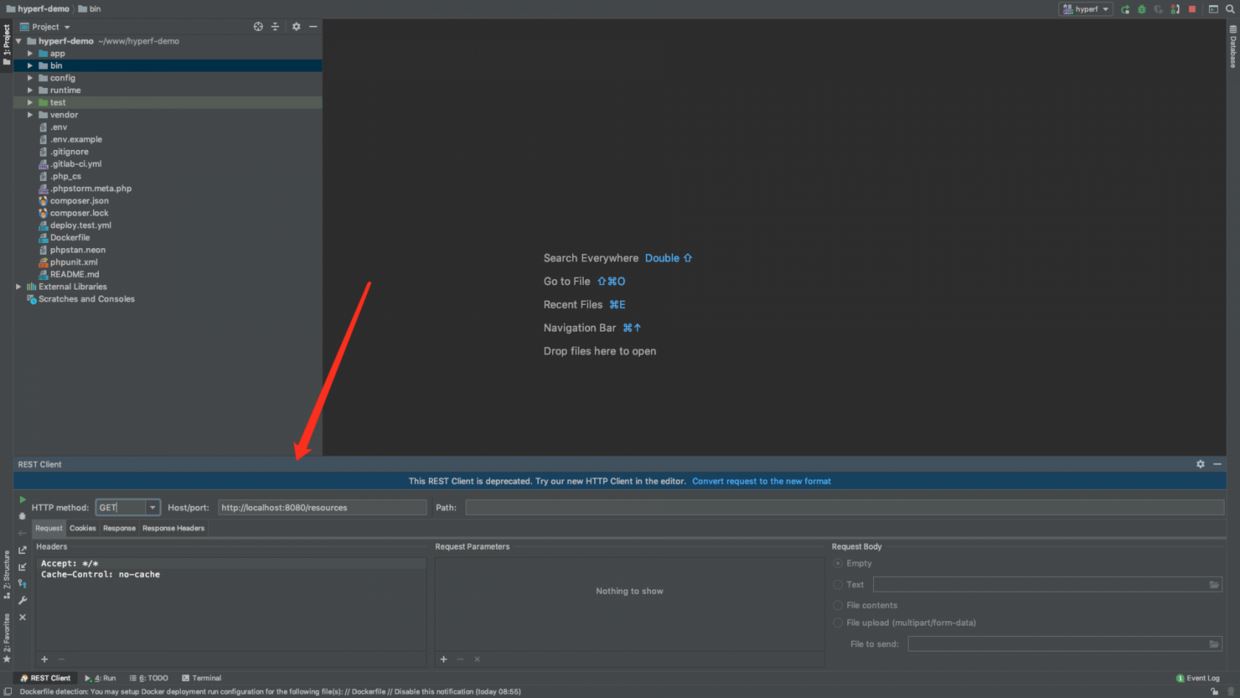 hyperf-demo bin hyperf
1: Project
Project
Database
hyperf-demo ~/www/hyperf-demo
app
bin
config
runtime
test
vendor
.env
.env.example
.gitignore
.gitlab-ci.yml
.php_cs
.phpstorm.meta.php
composer.json
composer.lock
deploy.test.yml
Dockerfile
phpstan.neon
phpunit.xml
README.md
External Libraries
Scratches and Consoles
Search Everywhere Double ⇧
Go to File ⇧⌘O
Recent Files ⌘E
Navigation Bar ⌘↑
Drop files here to open
REST Client
This REST Client is deprecated. Try our new HTTP Client in the editor. Convert request to the new format
HTTP method: GET Host/port: http://localhost:8080/resources Path:
Request Cookies Response Response Headers
Headers Request Parameters Request Body
Accept: */*
Cache-Control: no-cache
Nothing to show
Empty
Text
File contents
File upload (multipart/form-data)
File to send:
2: Structure
2: Favorites
REST Client 4: Run 6: TODO Terminal 1 Event Log
Dockerfile detection: You may setup Docker deployment run configuration for the following file(s): // Dockerfile // Disable this notification (today 08:55)